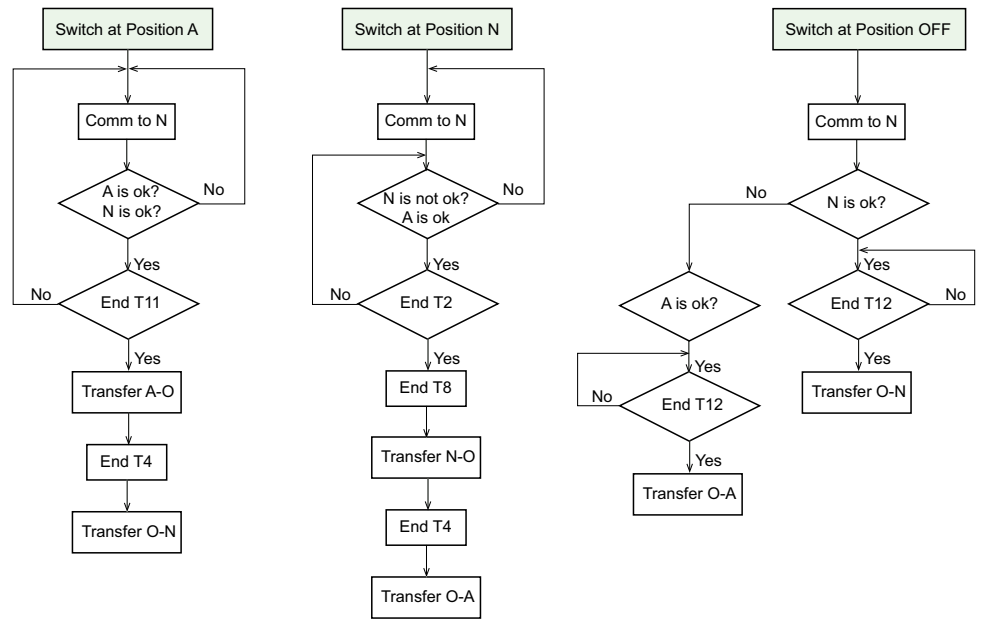 Switch at Position A
Comm to N
A is ok?
N is ok?
No
Yes
End T11
No
Yes
Transfer A-O
End T4
Transfer O-N
Switch at Position N
Comm to N
N is not ok?
A is ok
No
Yes
End T2
No
Yes
End T8
Transfer N-O
End T4
Transfer O-A
Switch at Position OFF
Comm to N
N is ok?
No
A is ok?
Yes
End T12
No
Yes
Transfer O-A
Yes
End T12
No
Yes
Transfer O-N